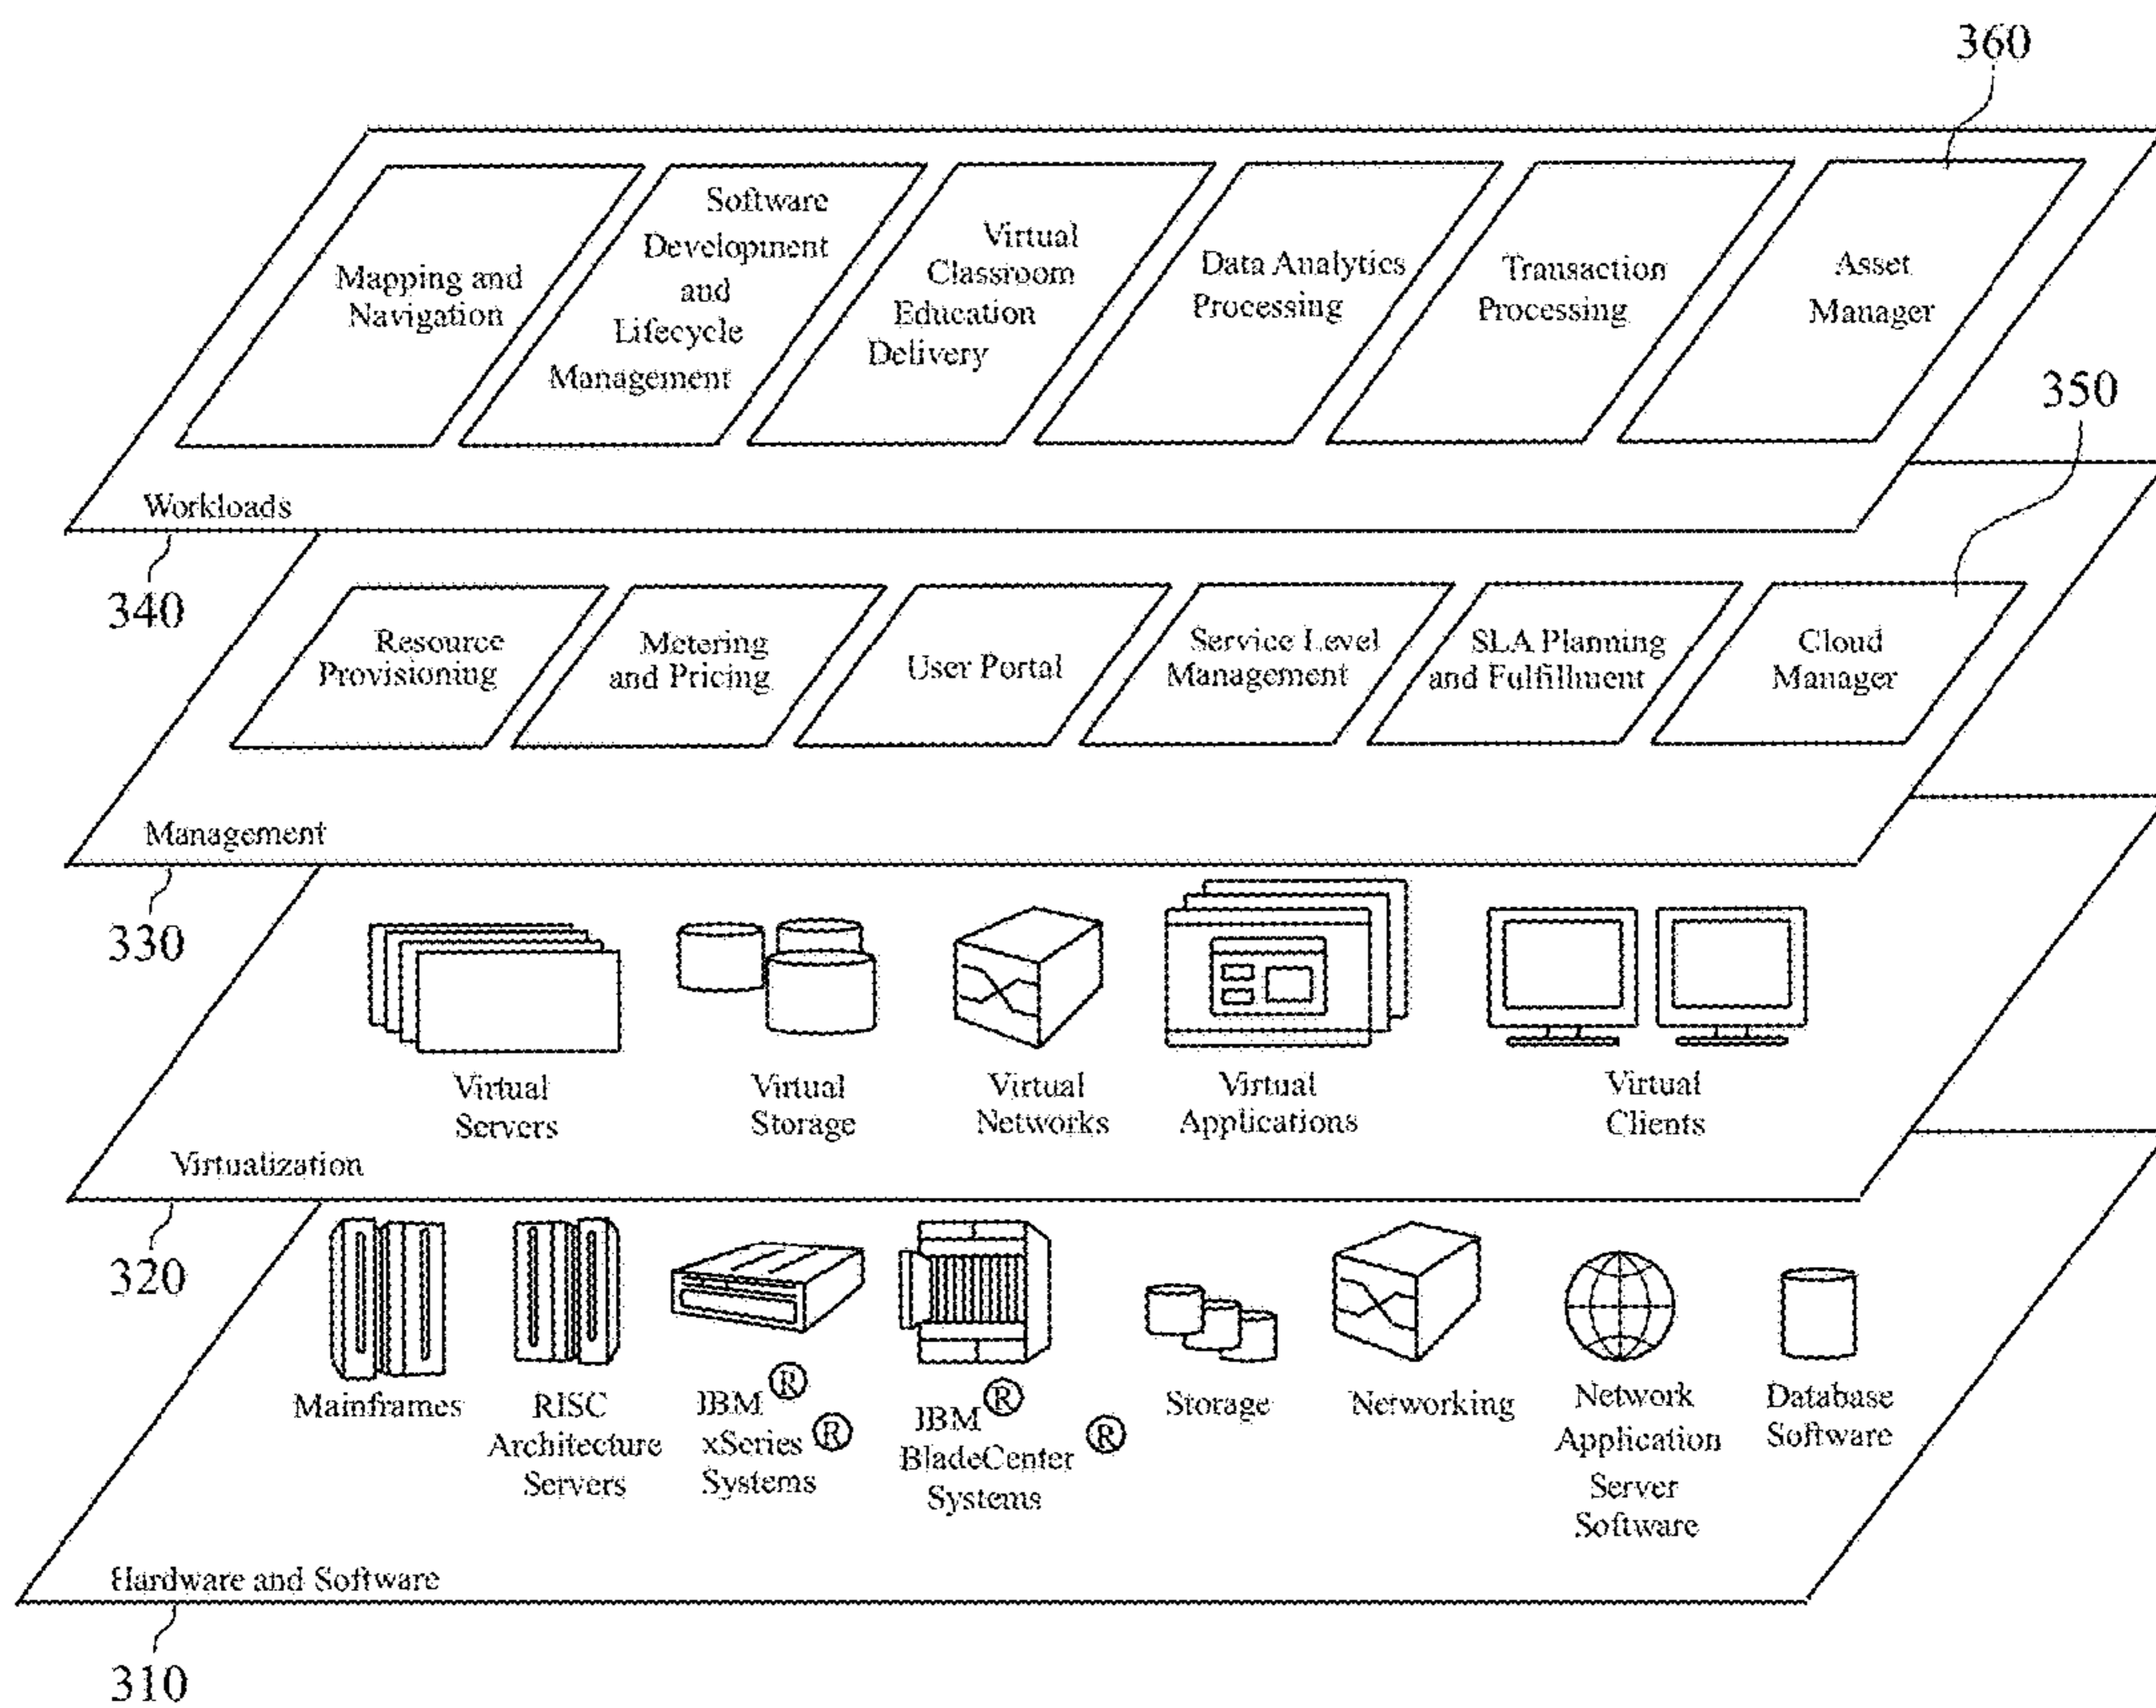 360
Mapping and
Navigation
Software
Development
and
Lifecycle
Management
Virtual
Classroom
Education
Delivery
Data Analytics
Processing
Transaction
Processing
Asset
Manager
350
Workloads
340
Resource
Provisioning
Metering
and Pricing
User Portal
Service Level
Management
SLA Planning
and Fulfillment
Cloud
Manager
Management
330
Virtual
Servers
Virtual
Storage
Virtual
Networks
Virtual
Applications
Virtual
Clients
Virtualization
320
Mainframes
RISC
Architecture
Servers
IBM ®
xSeries ®
Systems
IBM ®
BladeCenter ®
Systems
Storage
Networking
Network
Application
Server
Software
Database
Software
Hardware and Software
310